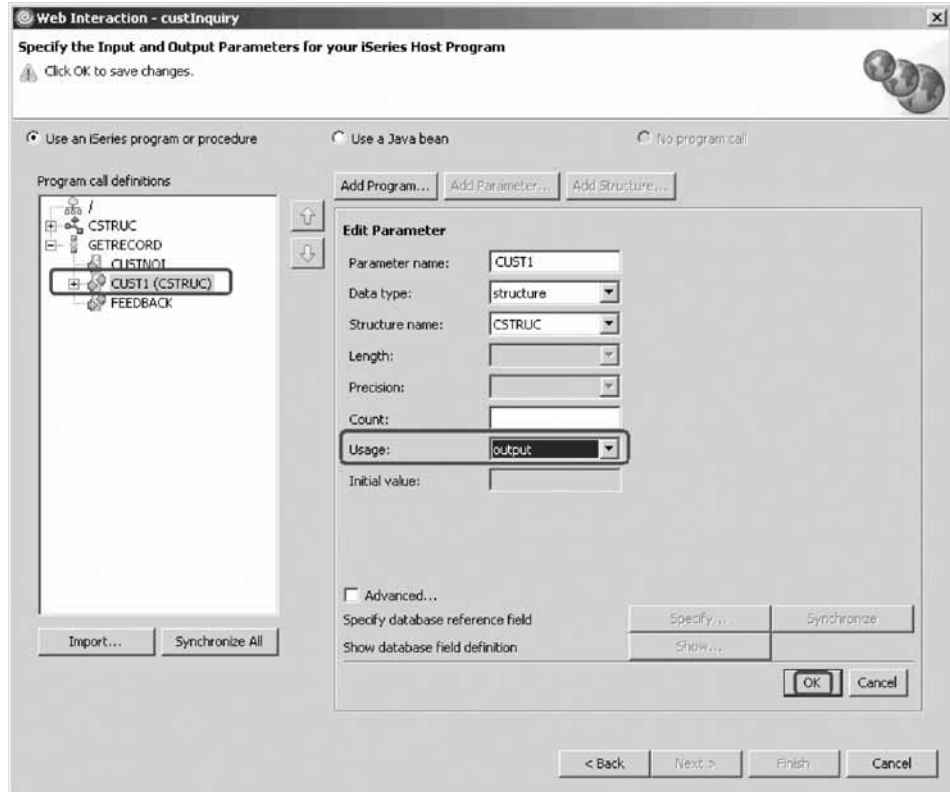 Web Interaction - custInquiry
Specify the Input and Output Parameters for your iSeries Host Program
Click OK to save changes.
Use an iSeries program or procedure
Use a Java bean
No program call
Program call definitions
/
CSTRUC
GETRECORD
CUSTNOI
CUST1 (CSTRUC)
FEEDBACK
Import...
Synchronize All
Add Program...
Add Parameter...
Add Structure...
Edit Parameter
Parameter name: CUST1
Data type: structure
Structure name: CSTRUC
Length:
Precision:
Count:
Usage: output
Initial value:
Advanced...
Specify database reference field Specify... Synchronize
Show database field definition Show...
OK Cancel
< Back Next > Finish Cancel